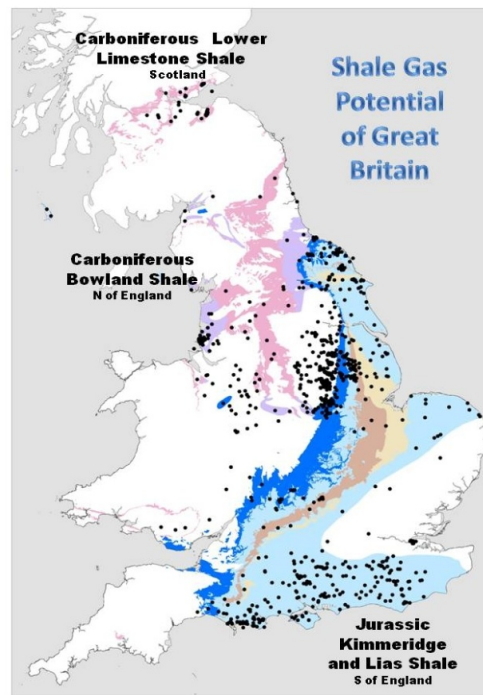 Carboniferous Lower
Limestone Shale
Scotland
Shale Gas
Potential
of Great
Britain
Carboniferous
Bowland Shale
N of England
Jurassic
Kimmeridge
and Lias Shale
S of England